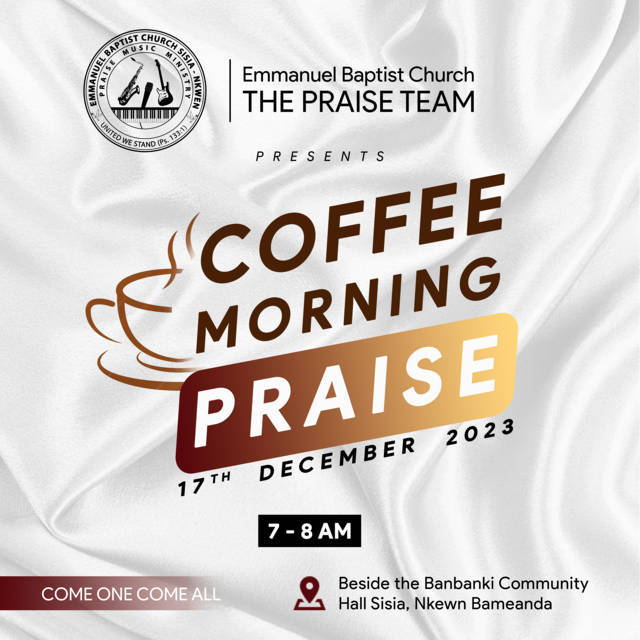 EMMANUEL BAPTIST CHURCH SISIA, NKWEN
PRAISE MUSIC MINISTRY
UNITED WE STAND (Ps. 133:1)
Emmanuel Baptist Church
THE PRAISE TEAM
PRESENTS
COFFEE
MORNING
PRAISE
17TH DECEMBER 2023
7 - 8 AM
COME ONE COME ALL
Beside the Banbanki Community
Hall Sisia, Nkewn Bameanda